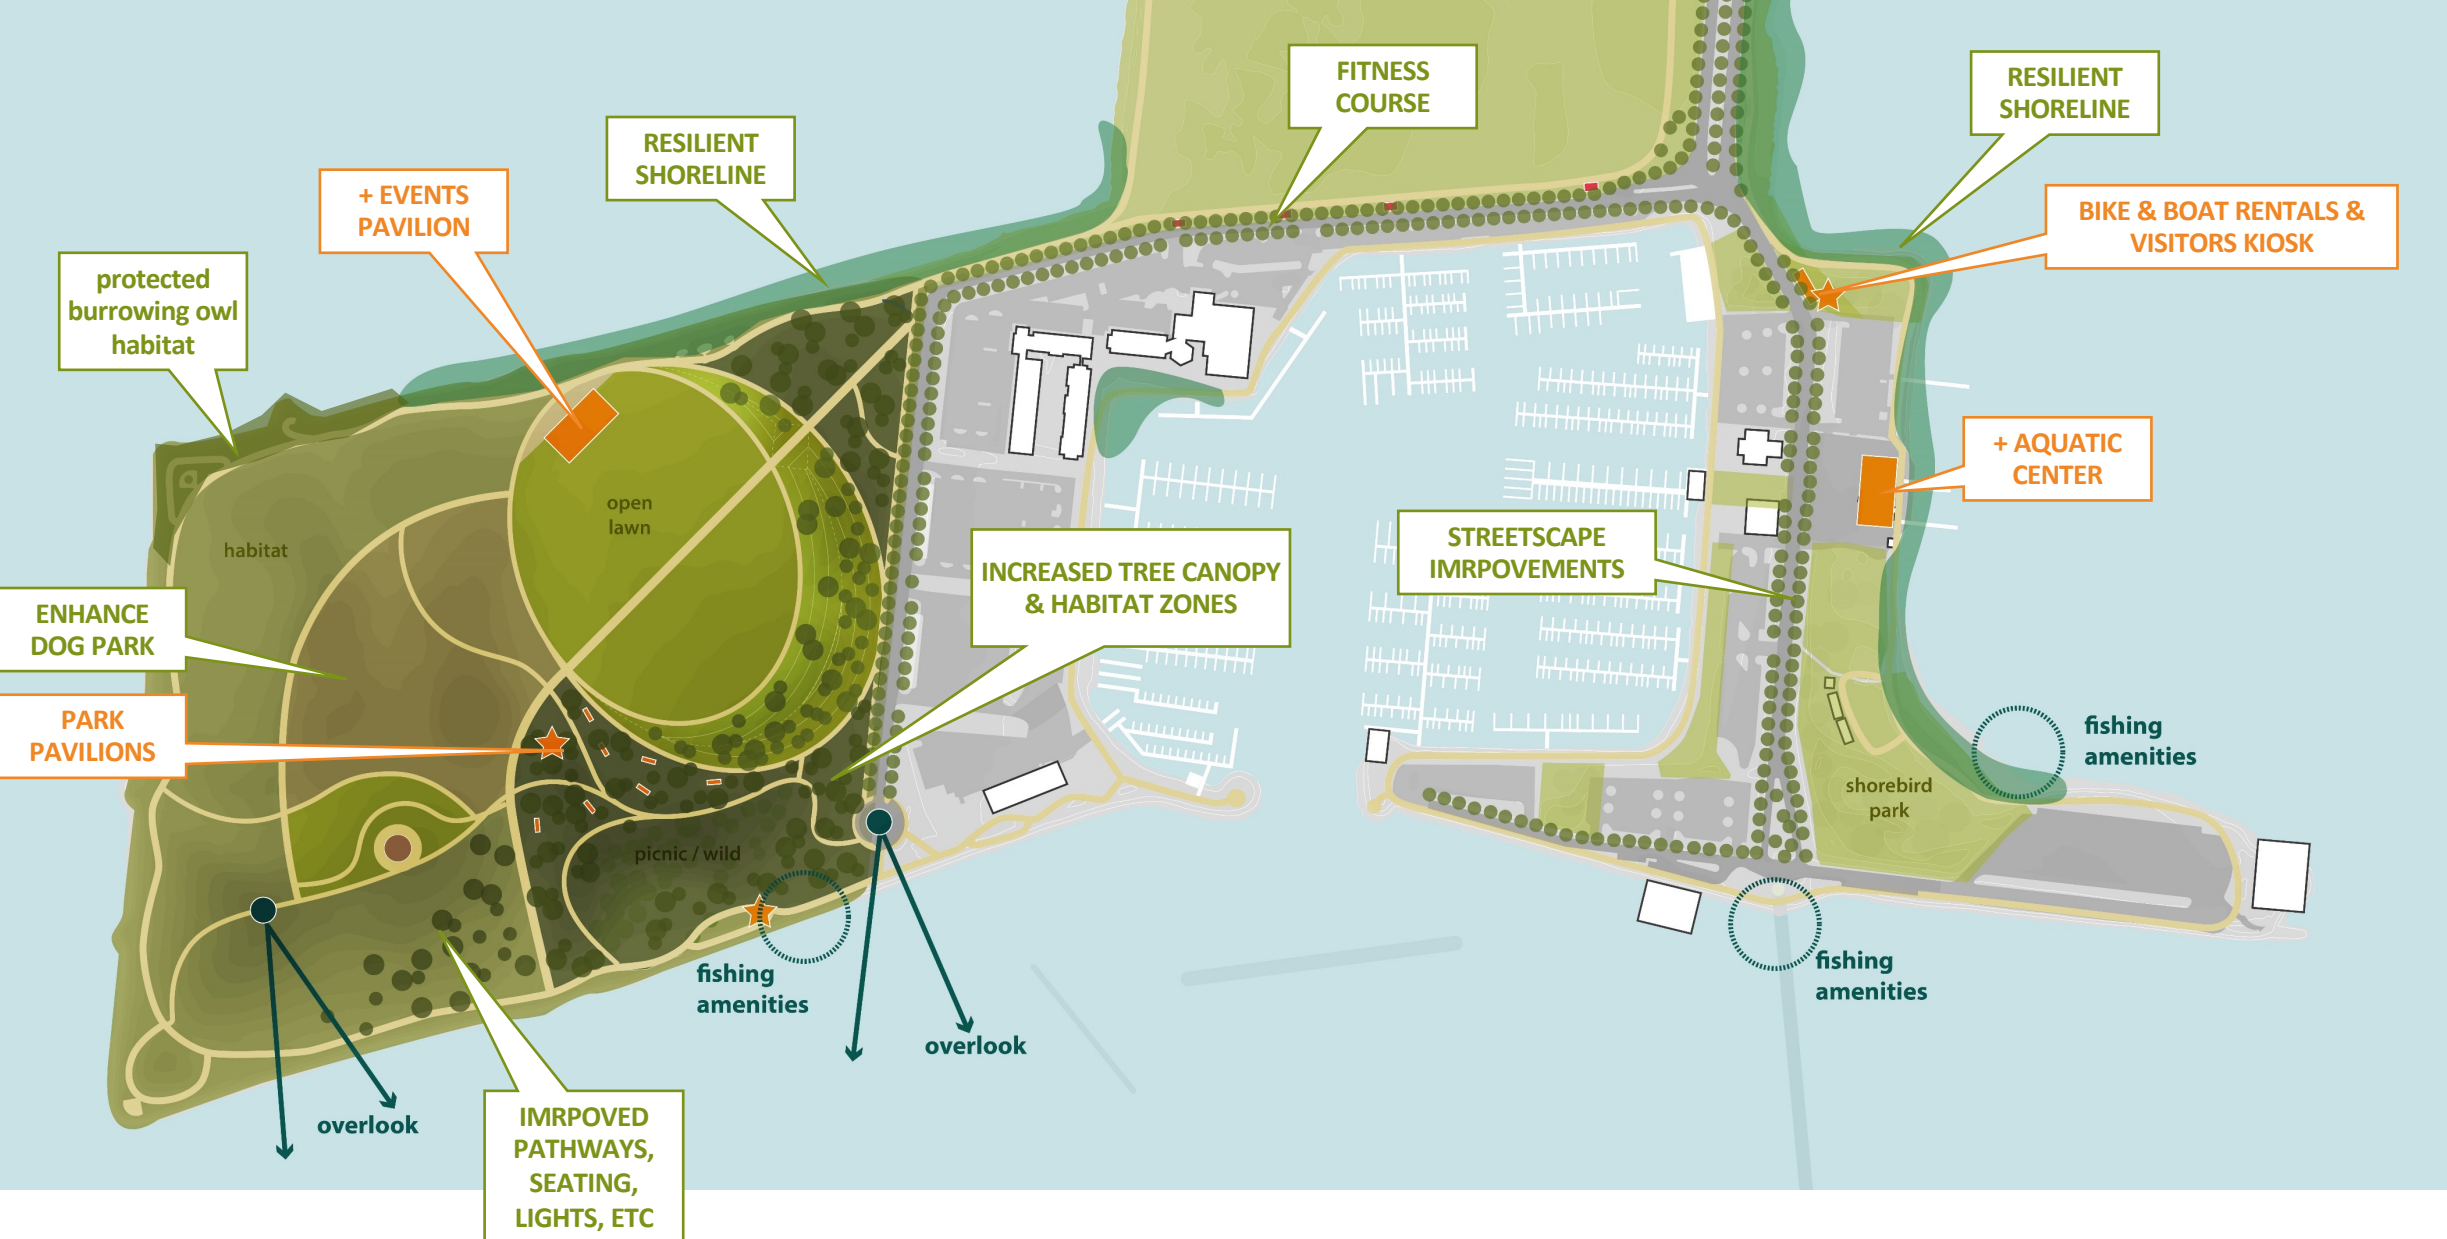 FITNESS
COURSE
RESILIENT
SHORELINE
RESILIENT
SHORELINE
+ EVENTS
PAVILION
BIKE & BOAT RENTALS &
VISITORS KIOSK
protected
burrowing owl
habitat
+ AQUATIC
CENTER
open
lawn
habitat
STREETSCAPE
IMRPOVEMENTS
INCREASED TREE CANOPY
& HABITAT ZONES
ENHANCE
DOG PARK
PARK
PAVILIONS
fishing
amenities
shorebird
park
picnic / wild
fishing
amenities
fishing
amenities
overlook
overlook
IMRPOVED
PATHWAYS,
SEATING,
LIGHTS, ETC